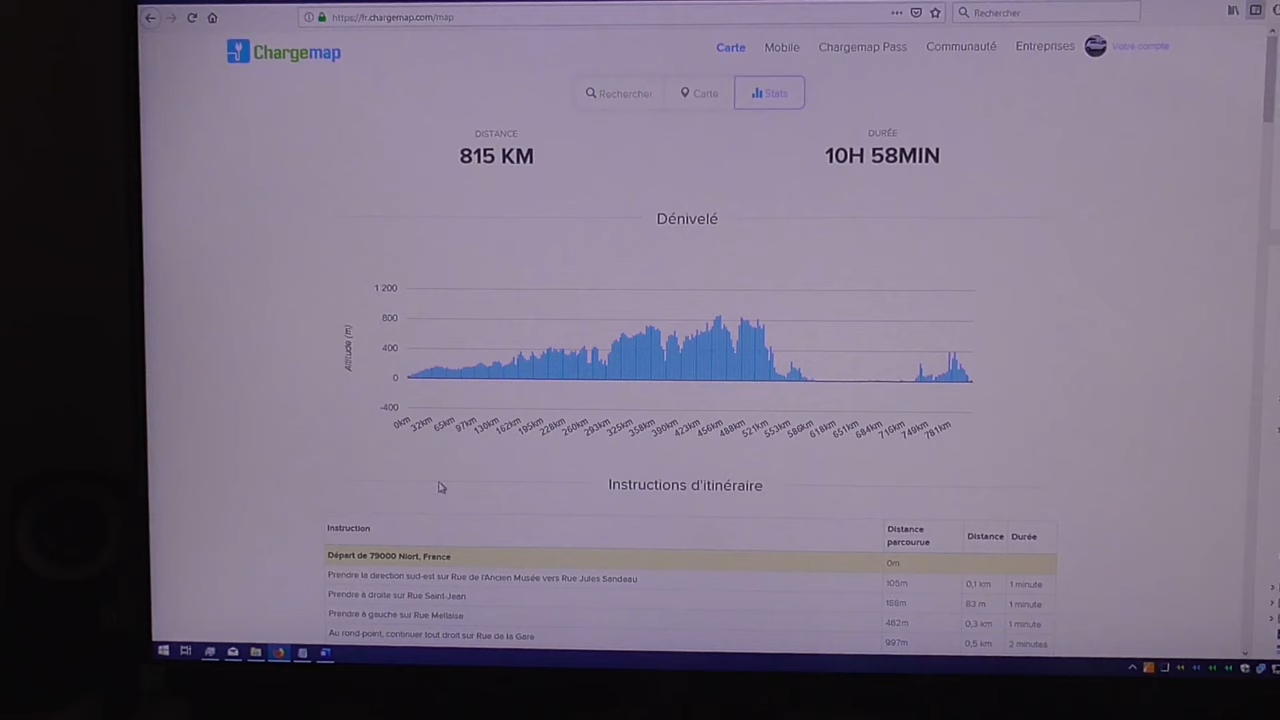 https://fr.chargemap.com/map
Rechercher
Chargemap
Carte Mobile Chargemap Pass Communauté Entreprises Votre compte
Rechercher Carte Stats
DISTANCE DURÉE
815 KM 10H 58MIN
Dénivelé
Altitude (m)
1 200
800
400
0
-400
0km 32km 65km 97km 130km 162km 195km 228km 260km 293km 325km 358km 390km 423km 456km 488km 521km 553km 586km 618km 651km 684km 716km 749km 781km
Instructions d'itinéraire
Instruction Distance parcourue Distance Durée
Départ de 79000 Niort, France 0m
Prendre la direction sud-est sur Rue de l'Ancien Musée vers Rue Jules Sandeau 105m 0,1 km 1 minute
Prendre à droite sur Rue Saint-Jean 188m 83 m 1 minute
Prendre à gauche sur Rue Mellaise 462m 0,3 km 1 minute
Au rond-point, continuer tout droit sur Rue de la Gare 997m 0,5 km 2 minutes